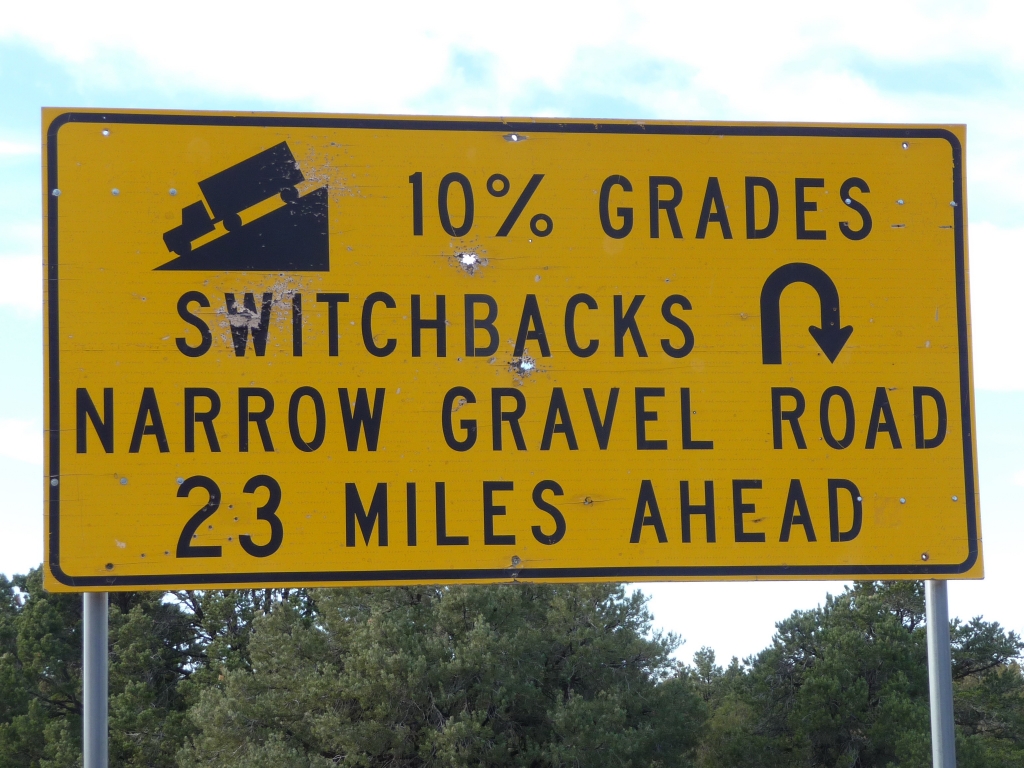 10% GRADES
SWITCHBACKS
NARROW GRAVEL ROAD
23 MILES AHEAD